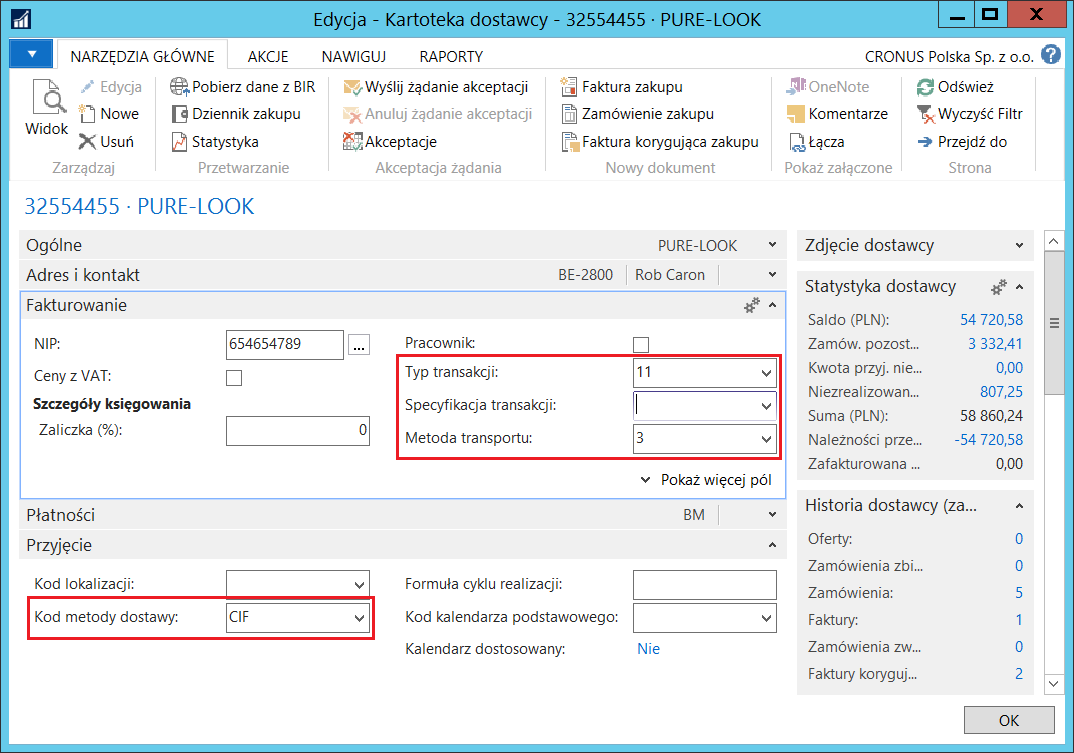 Edycja - Kartoteka dostawcy - 32554455 · PURE-LOOK
NARZĘDZIA GŁÓWNE AKCJE NAWIGUJ RAPORTY CRONUS Polska Sp. z o.o. ?
Widok
Edycja
Nowe
Usuń
Zarządzaj
Pobierz dane z BIR
Dziennik zakupu
Statystyka
Przetwarzanie
Wyślij żądanie akceptacji
Anuluj żądanie akceptacji
Akceptacje
Akceptacja żądania
Faktura zakupu
Zamówienie zakupu
Faktura korygująca zakupu
Nowy dokument
OneNote
Komentarze
Łącza
Pokaż załączone
Odśwież
Wyczyść Filtr
Przejdź do
Strona
32554455 · PURE-LOOK
Ogólne PURE-LOOK
Adres i kontakt BE-2800 Rob Caron
Fakturowanie
NIP: 654654789 ...
Ceny z VAT:
Szczegóły księgowania
Zaliczka (%): 0
Pracownik:
Typ transakcji: 11
Specyfikacja transakcji:
Metoda transportu: 3
Pokaż więcej pól
Płatności BM
Przyjęcie
Kod lokalizacji:
Kod metody dostawy: CIF
Formuła cyklu realizacji:
Kod kalendarza podstawowego:
Kalendarz dostosowany: Nie
Zdjęcie dostawcy
Statystyka dostawcy
Saldo (PLN): 54 720,58
Zamów. pozost... 3 332,41
Kwota przyj. nie... 0,00
Niezrealizowan... 807,25
Suma (PLN): 58 860,24
Należności prze... -54 720,58
Zafakturowana ... 0,00
Historia dostawcy (za...
Oferty: 0
Zamówienia zbi... 0
Zamówienia: 5
Faktury: 1
Zamówienia zw... 0
Faktury koryguj... 2
OK